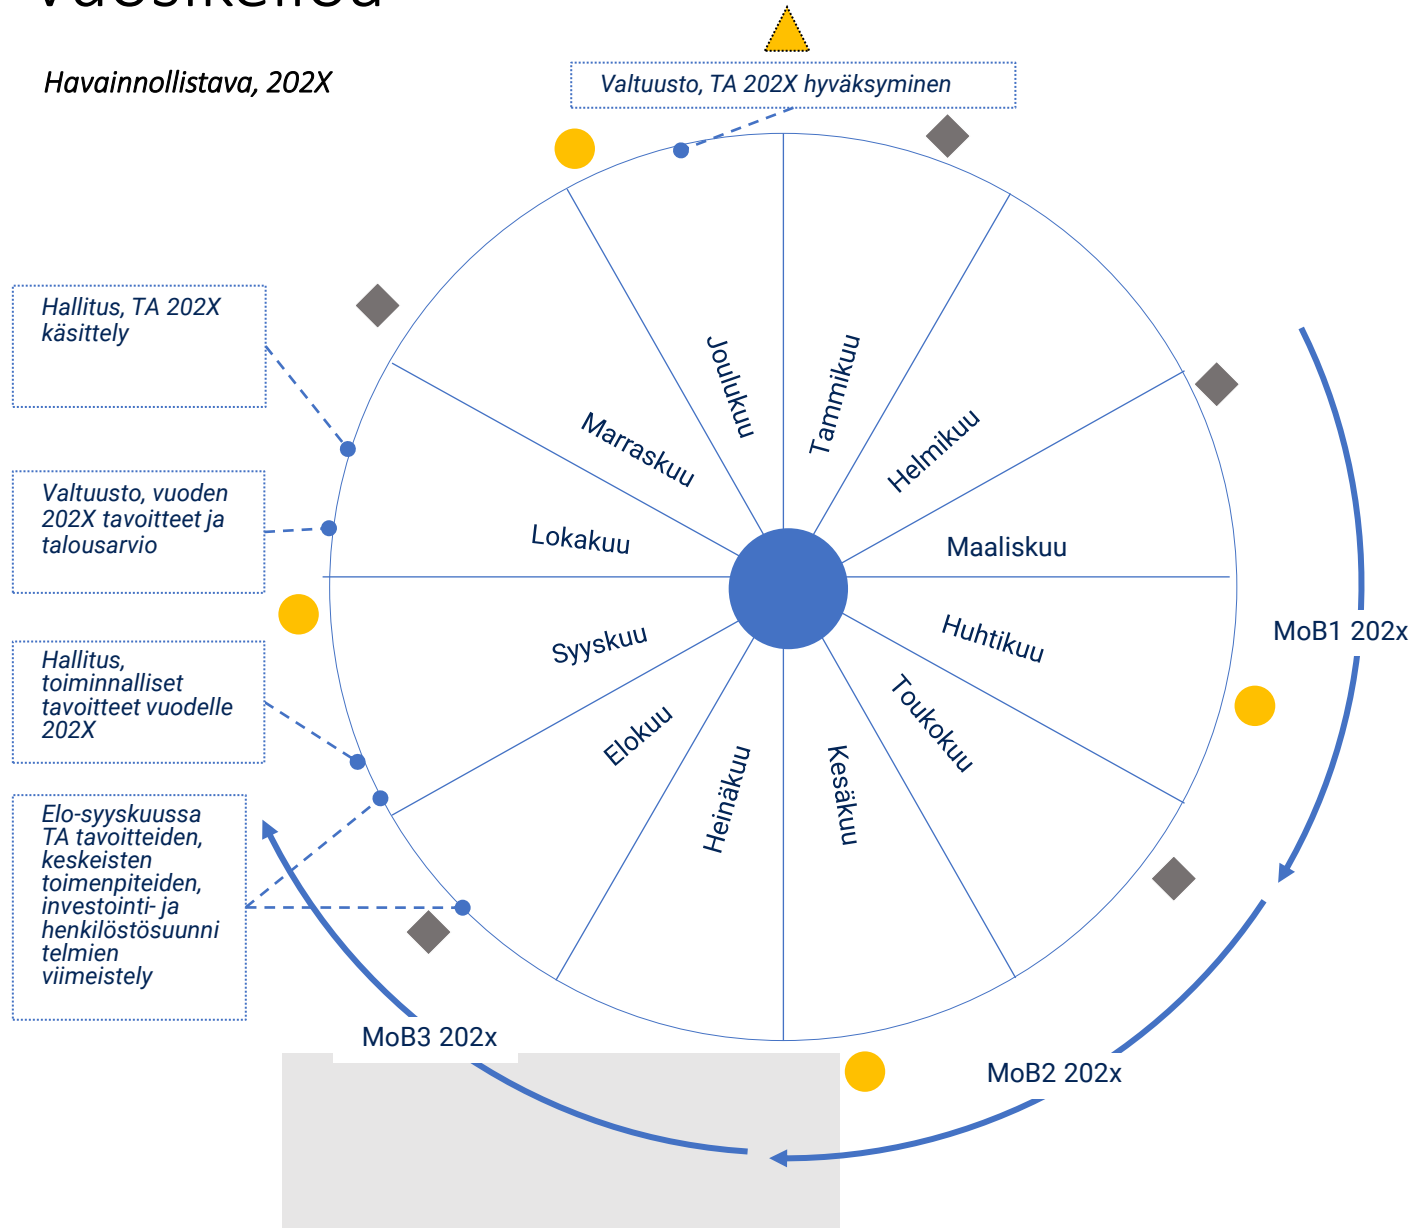 Vuosikelloa
Havainnollistava, 202X
Valtuusto, TA 202X hyväksyminen
Hallitus, TA 202X
käsittely
Valtuusto, vuoden
202X tavoitteet ja
talousarvio
Hallitus,
toiminnalliset
tavoitteet vuodelle
202X
Elo-syyskuussa
TA tavoitteiden,
keskeisten
toimenpiteiden,
investointi- ja
henkilöstösuunni
telmien
viimeistely
Tammikuu
Helmikuu
Maaliskuu
Huhtikuu
Toukokuu
Kesäkuu
Heinäkuu
Elokuu
Syyskuu
Lokakuu
Marraskuu
Joulukuu
MoB1 202x
MoB2 202x
MoB3 202x